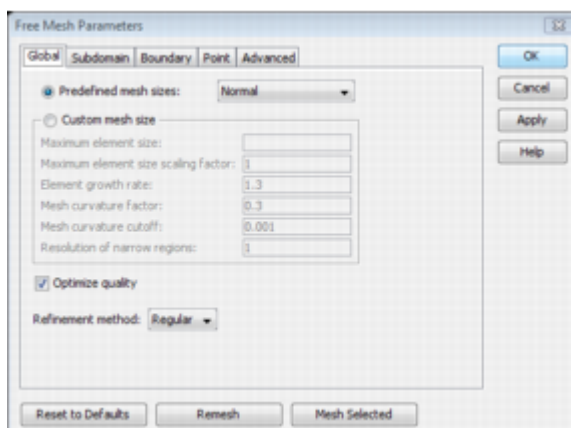 Free Mesh Parameters
Global Subdomain Boundary Point Advanced
Predefined mesh sizes: Normal
Custom mesh size
Maximum element size:
Maximum element size scaling factor: 1
Element growth rate: 1.3
Mesh curvature factor: 0.3
Mesh curvature cutoff: 0.001
Resolution of narrow regions: 1
Optimize quality
Refinement method: Regular
Reset to Defaults Remesh Mesh Selected
OK
Cancel
Apply
Help